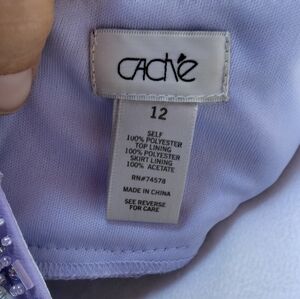 CACHÉ
12
SELF
100% POLYESTER
TOP LINING
100% POLYESTER
SKIRT LINING
100% ACETATE
RN#74578
MADE IN CHINA
SEE REVERSE
FOR CARE